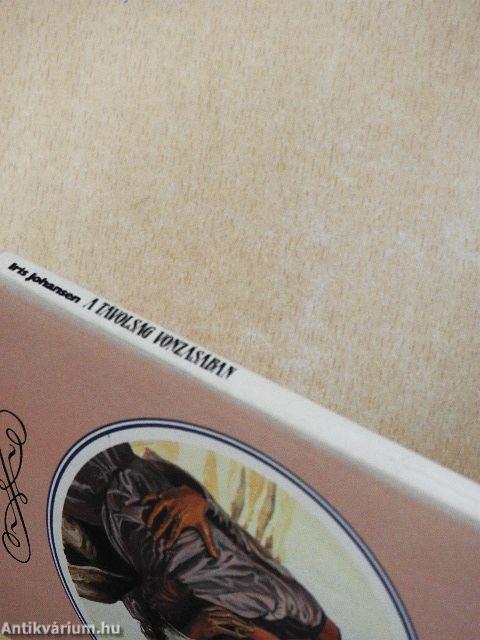 Iris Johansen A TÁVOLSÁG VONZÁSÁBAN
Antikvárium.hu